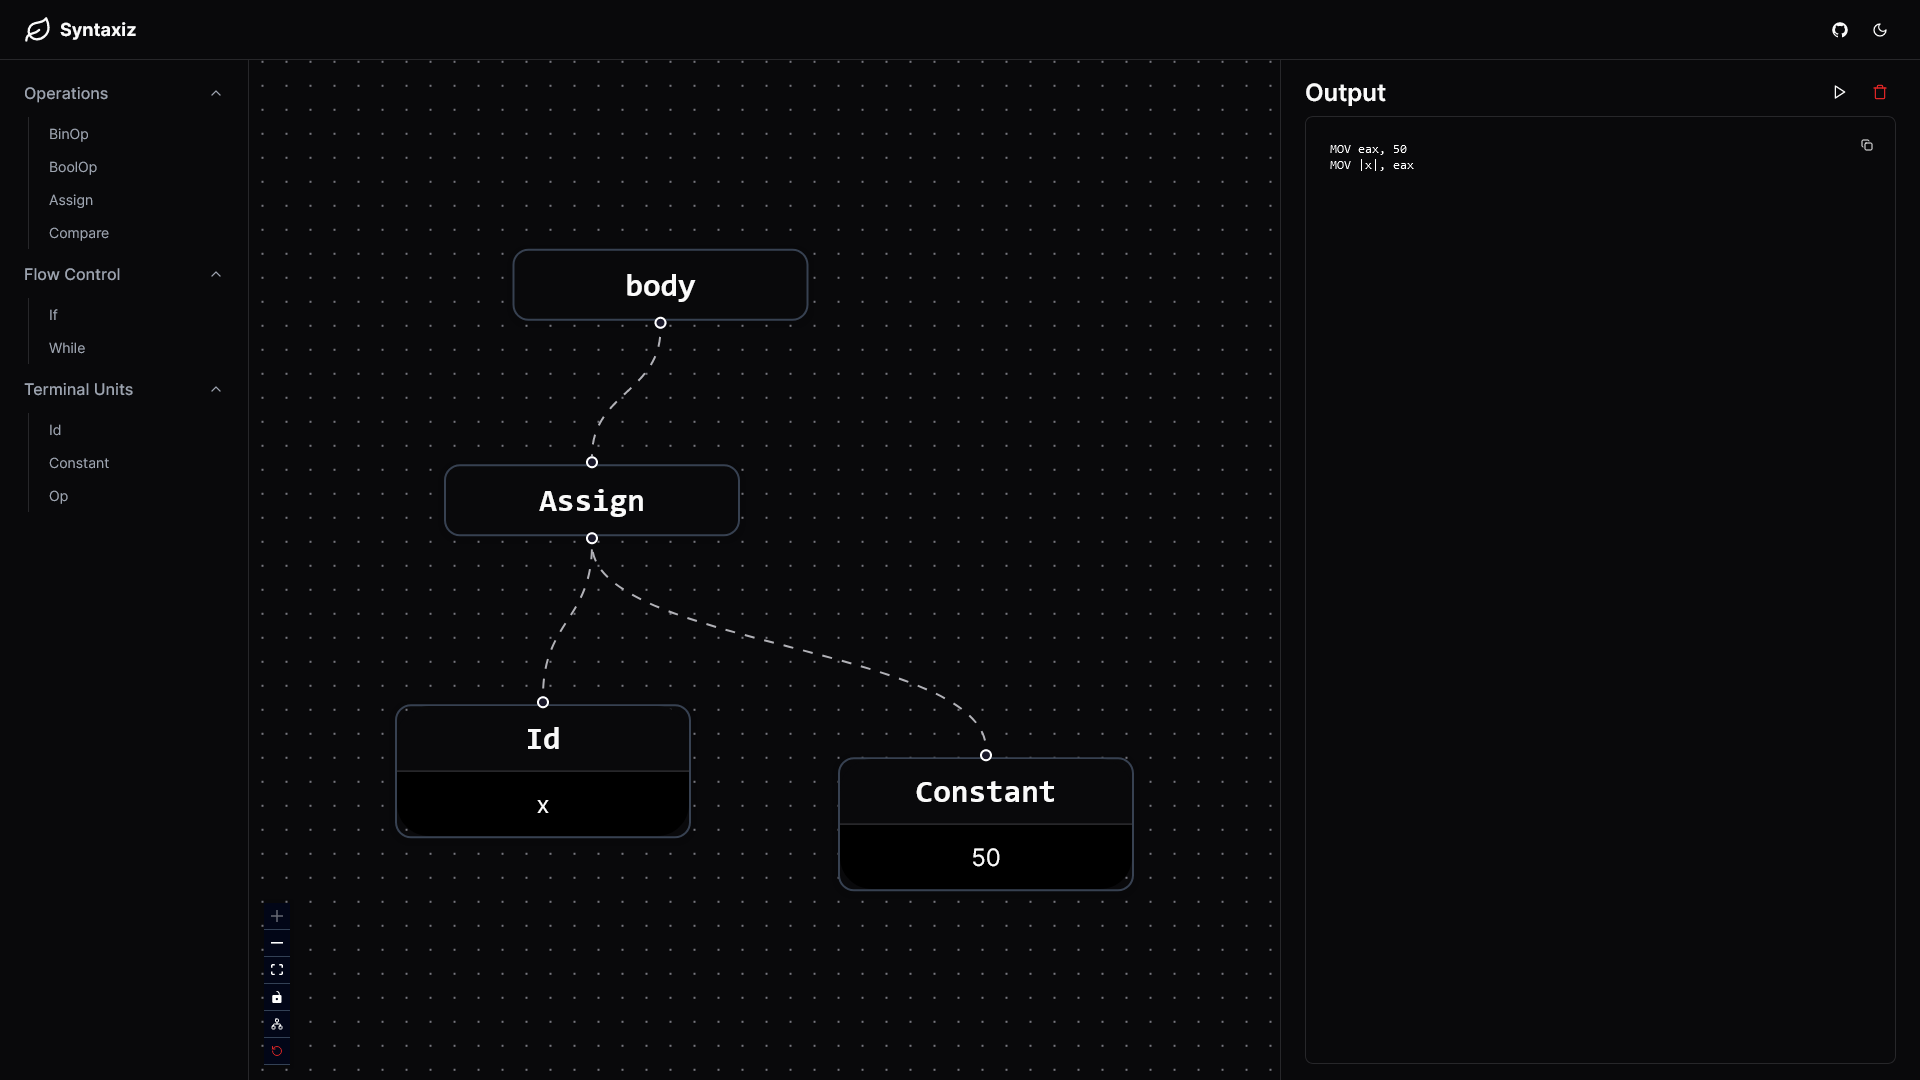 Syntaxiz
Operations
BinOp
BoolOp
Assign
Compare
Flow Control
If
While
Terminal Units
Id
Constant
Op
body
Assign
Id
x
Constant
50
Output
MOV eax, 50
MOV |x|, eax